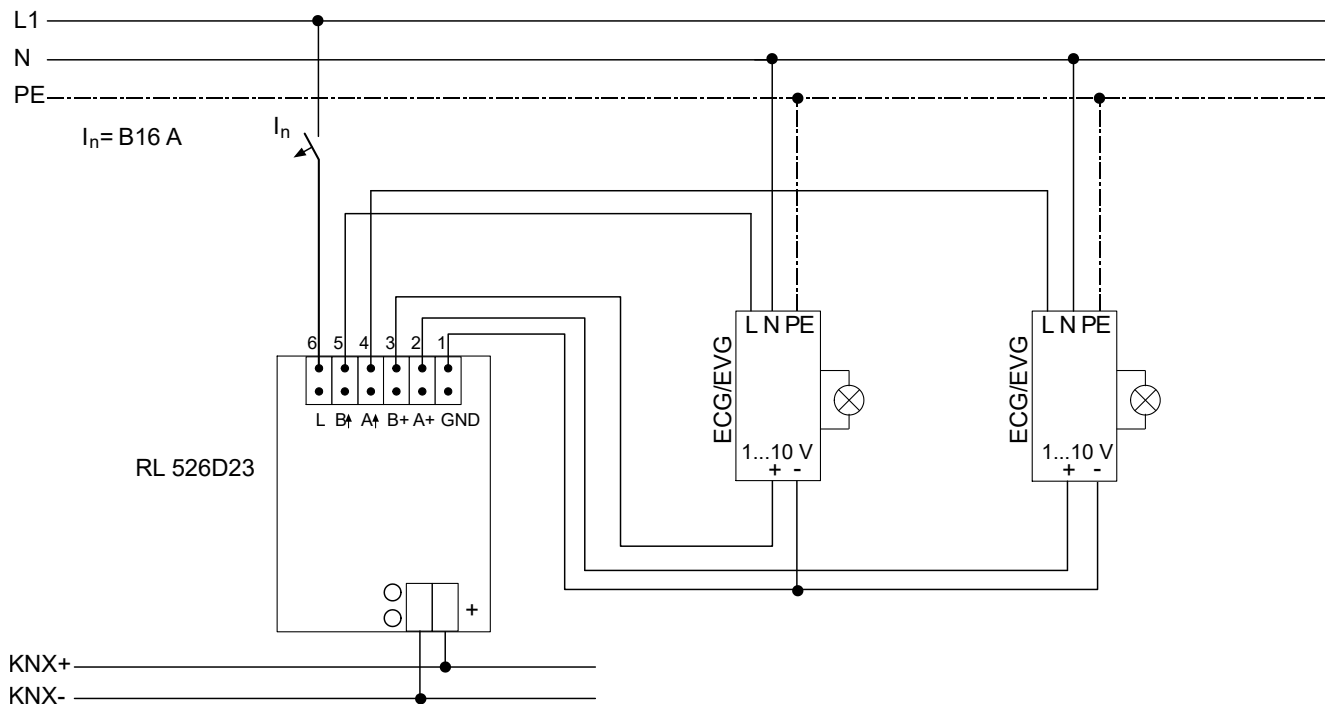 L1
N
PE
In= B16 A
In
6 5 4 3 2 1
L B A B+ A+ GND
RL 526D23
+
KNX+
KNX-
L N PE
ECG/EVG
1...10 V
+ -
L N PE
ECG/EVG
1...10 V
+ -